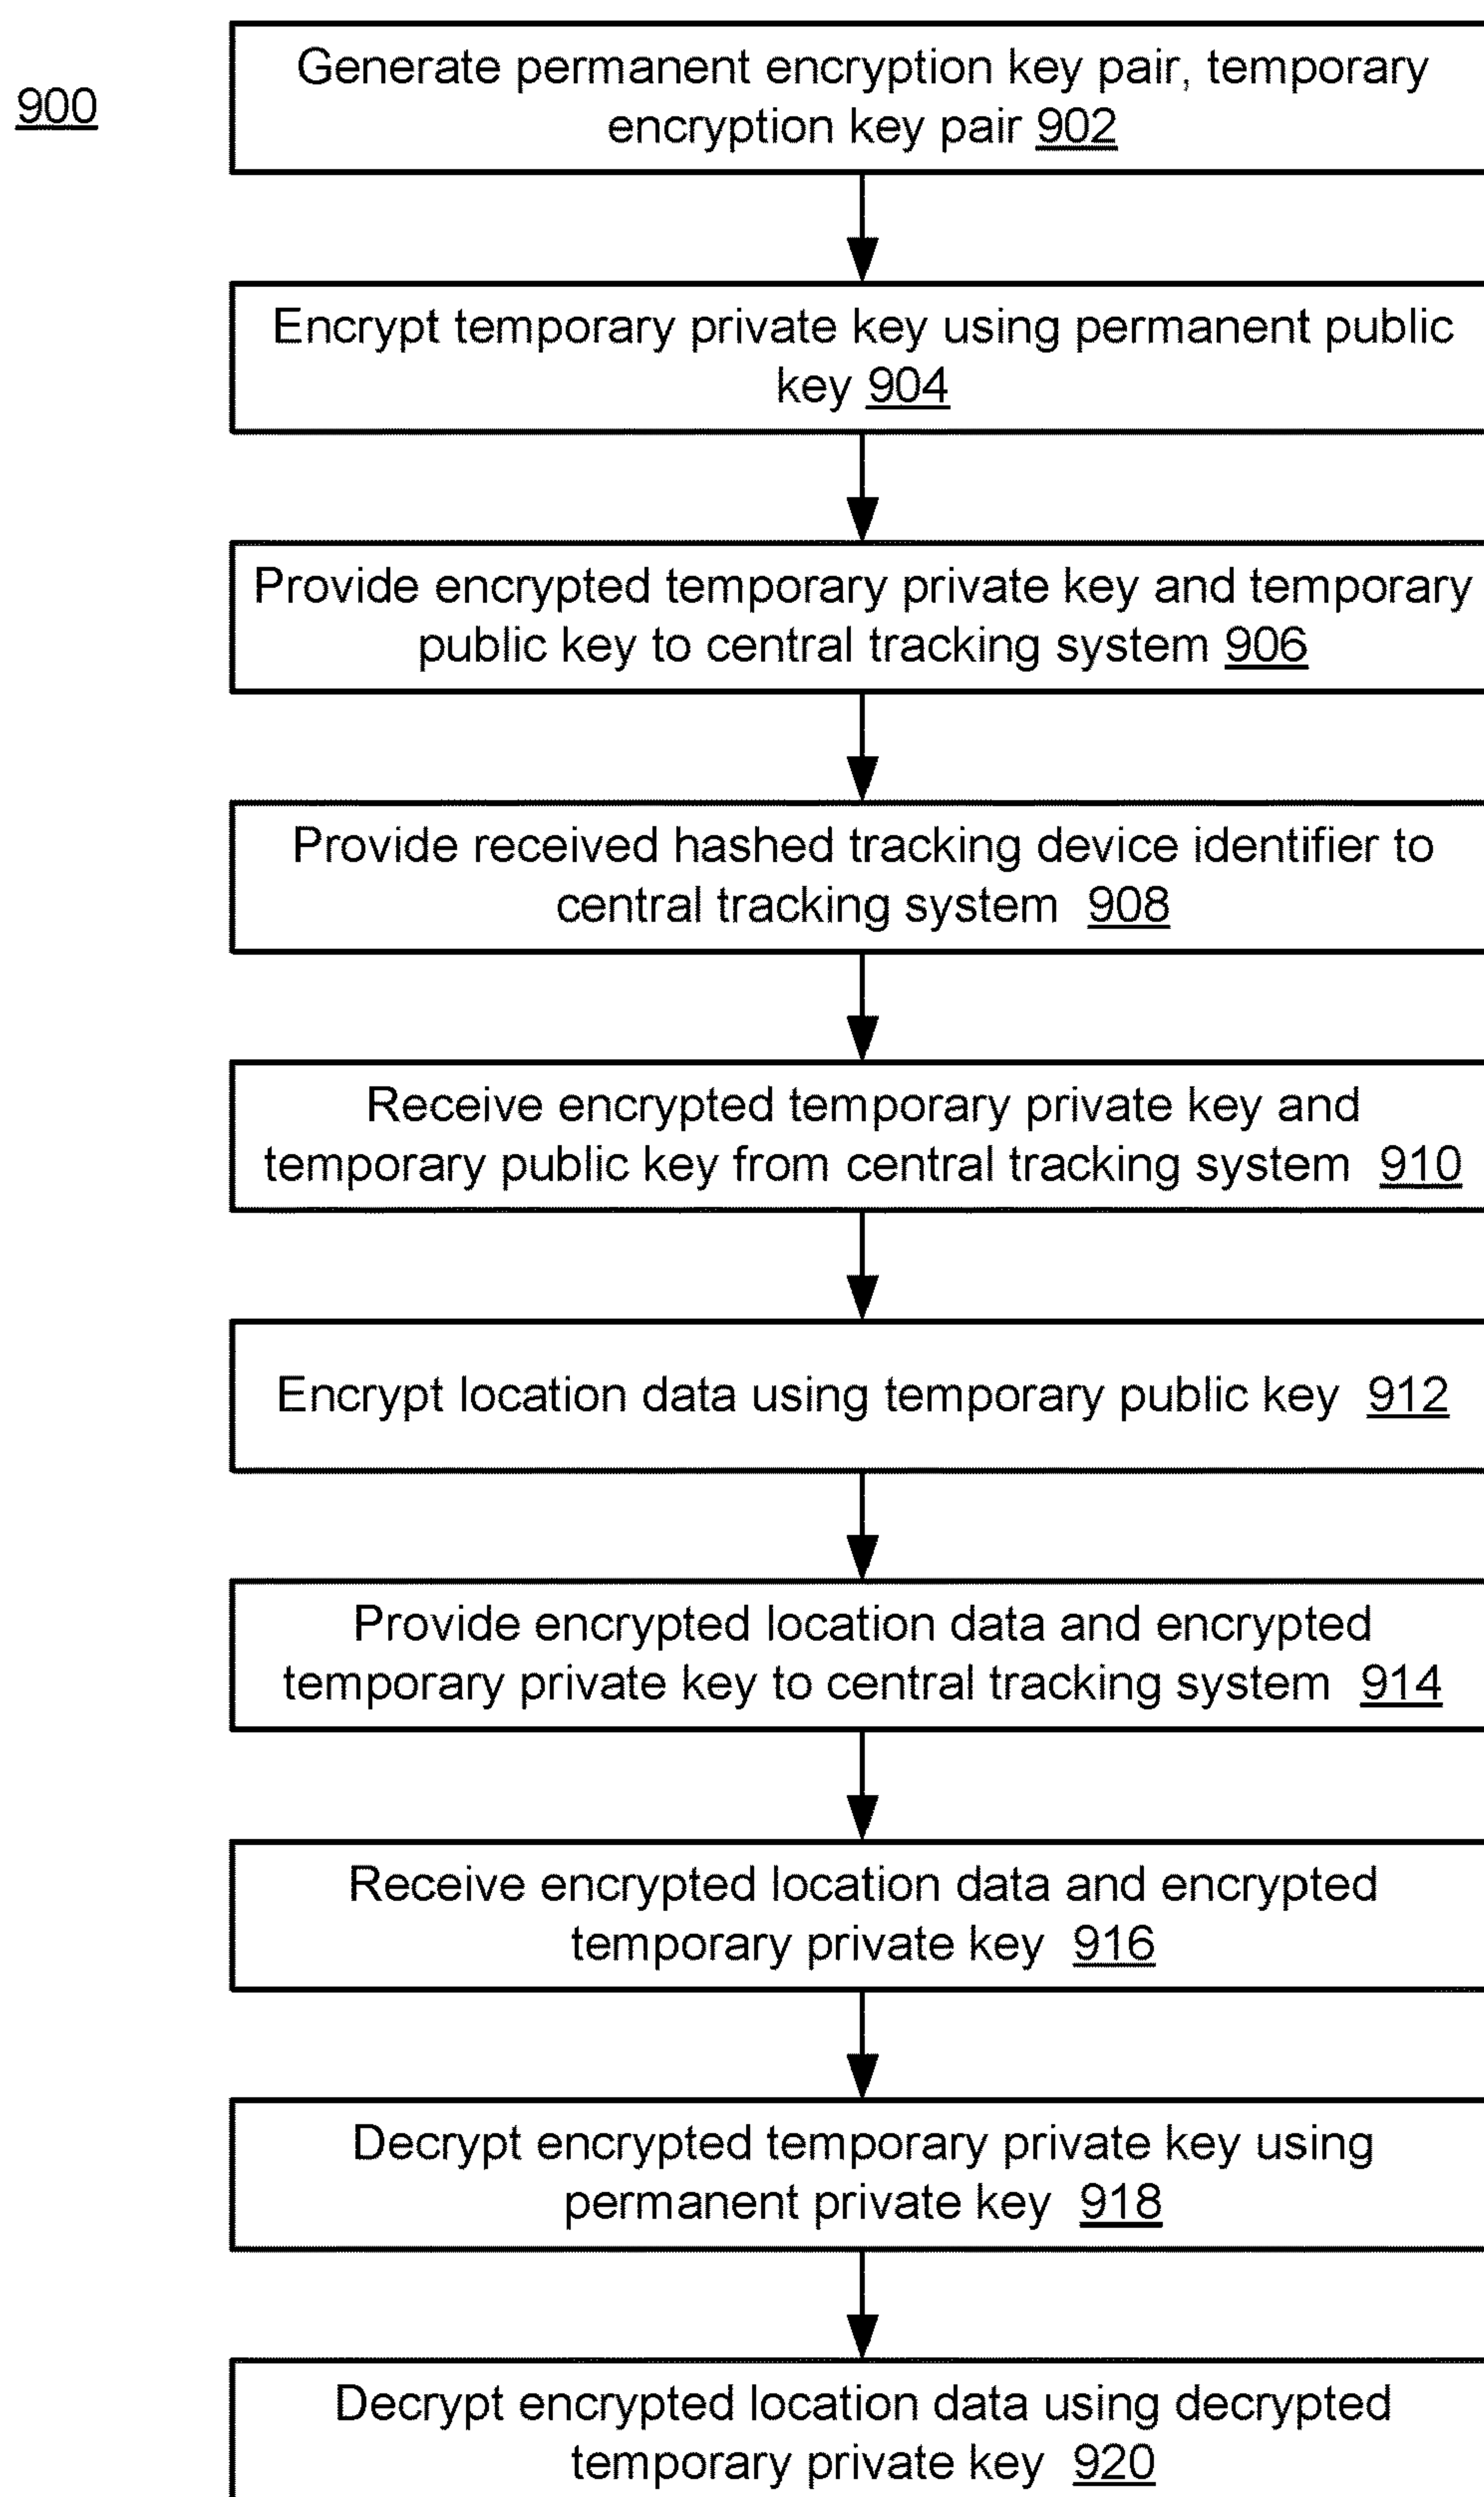 900
Generate permanent encryption key pair, temporary
encryption key pair 902
Encrypt temporary private key using permanent public
key 904
Provide encrypted temporary private key and temporary
public key to central tracking system 906
Provide received hashed tracking device identifier to
central tracking system 908
Receive encrypted temporary private key and
temporary public key from central tracking system 910
Encrypt location data using temporary public key 912
Provide encrypted location data and encrypted
temporary private key to central tracking system 914
Receive encrypted location data and encrypted
temporary private key 916
Decrypt encrypted temporary private key using
permanent private key 918
Decrypt encrypted location data using decrypted
temporary private key 920